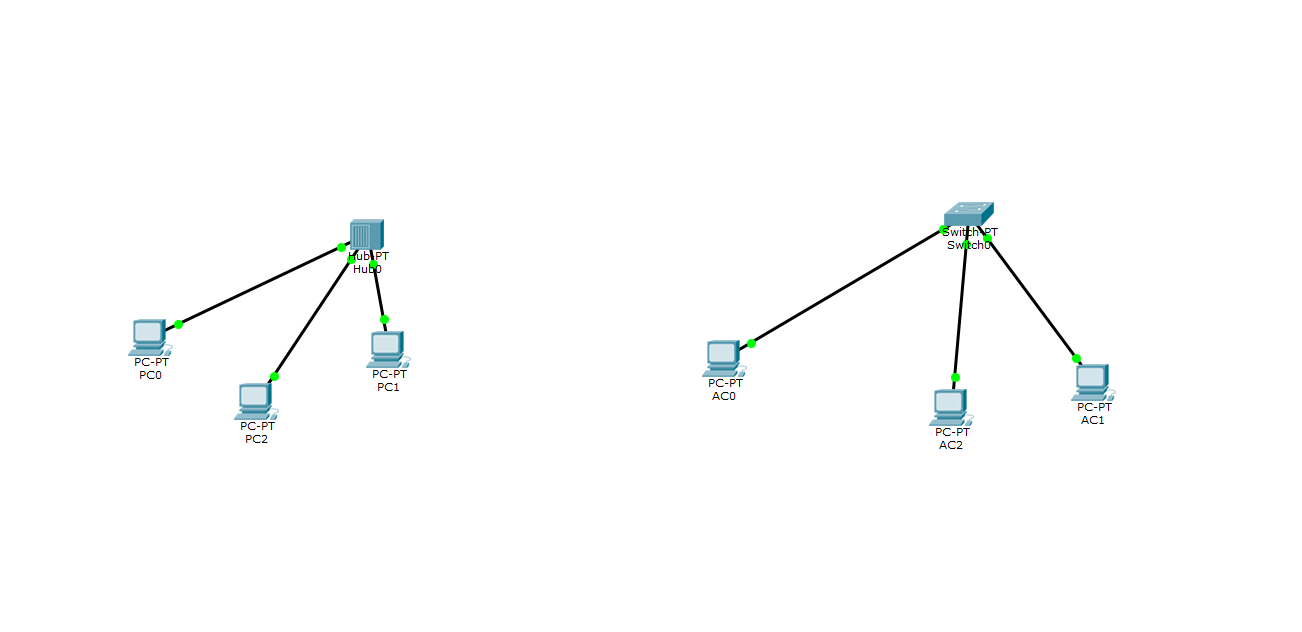 Hub-PT
Hub0
PC-PT
PC0
PC-PT
PC2
PC-PT
PC1
Switch-PT
Switch0
PC-PT
AC0
PC-PT
AC2
PC-PT
AC1